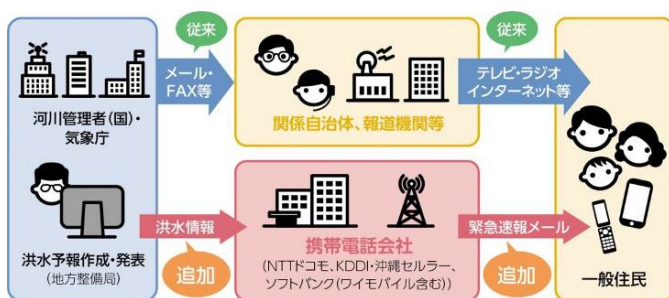 従来
従来
メール・
FAX等
テレビ・ラジオ
インターネット等
河川管理者(国)・
気象庁
関係自治体、報道機関等
洪水情報
緊急速報メール
携帯電話会社
洪水予報作成・発表
(地方整備局)
追加
(NTTドコモ、KDDI・沖縄セルラー、
ソフトバンク(ワイモバイル含む))
追加
一般住民